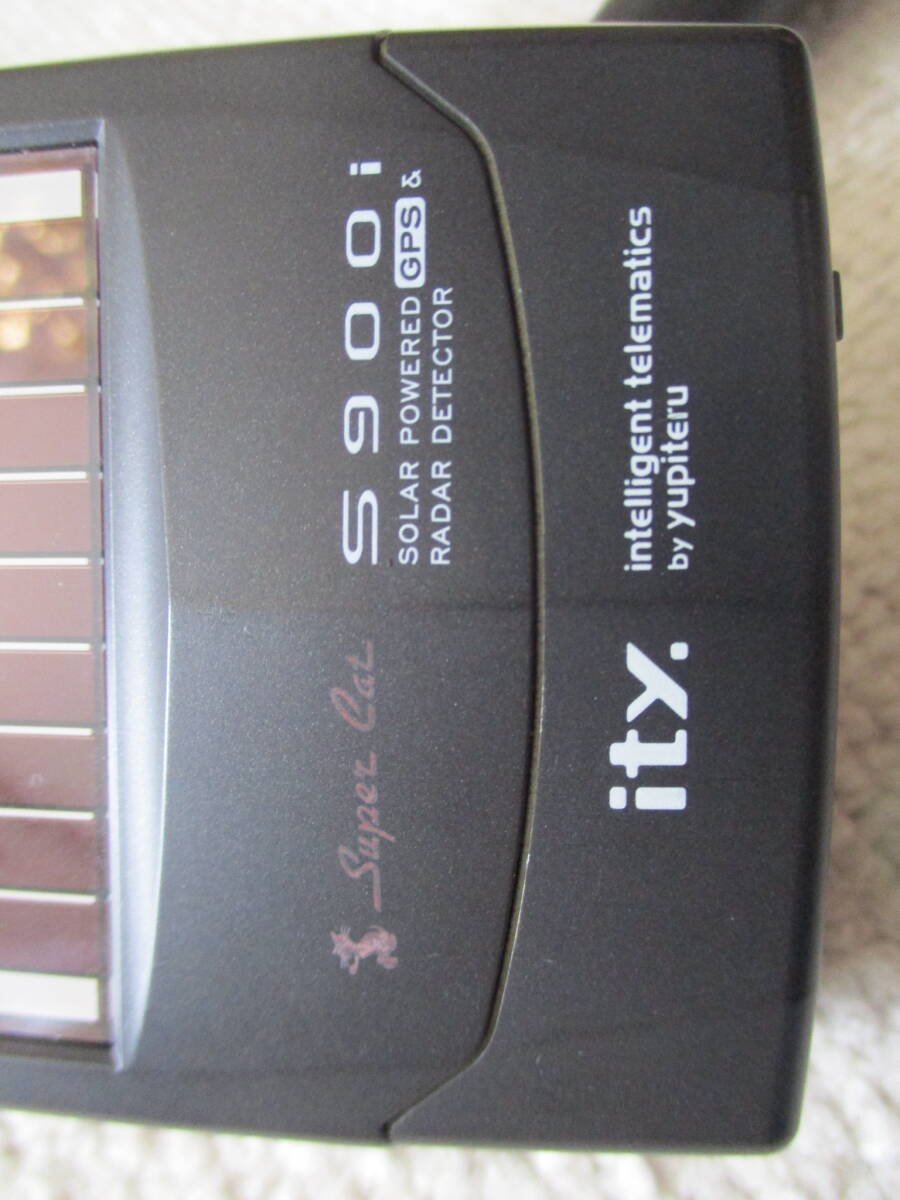 Super Cat
S900i
SOLAR POWERED GPS &
RADAR DETECTOR
ity.
intelligent telematics
by yupiteru